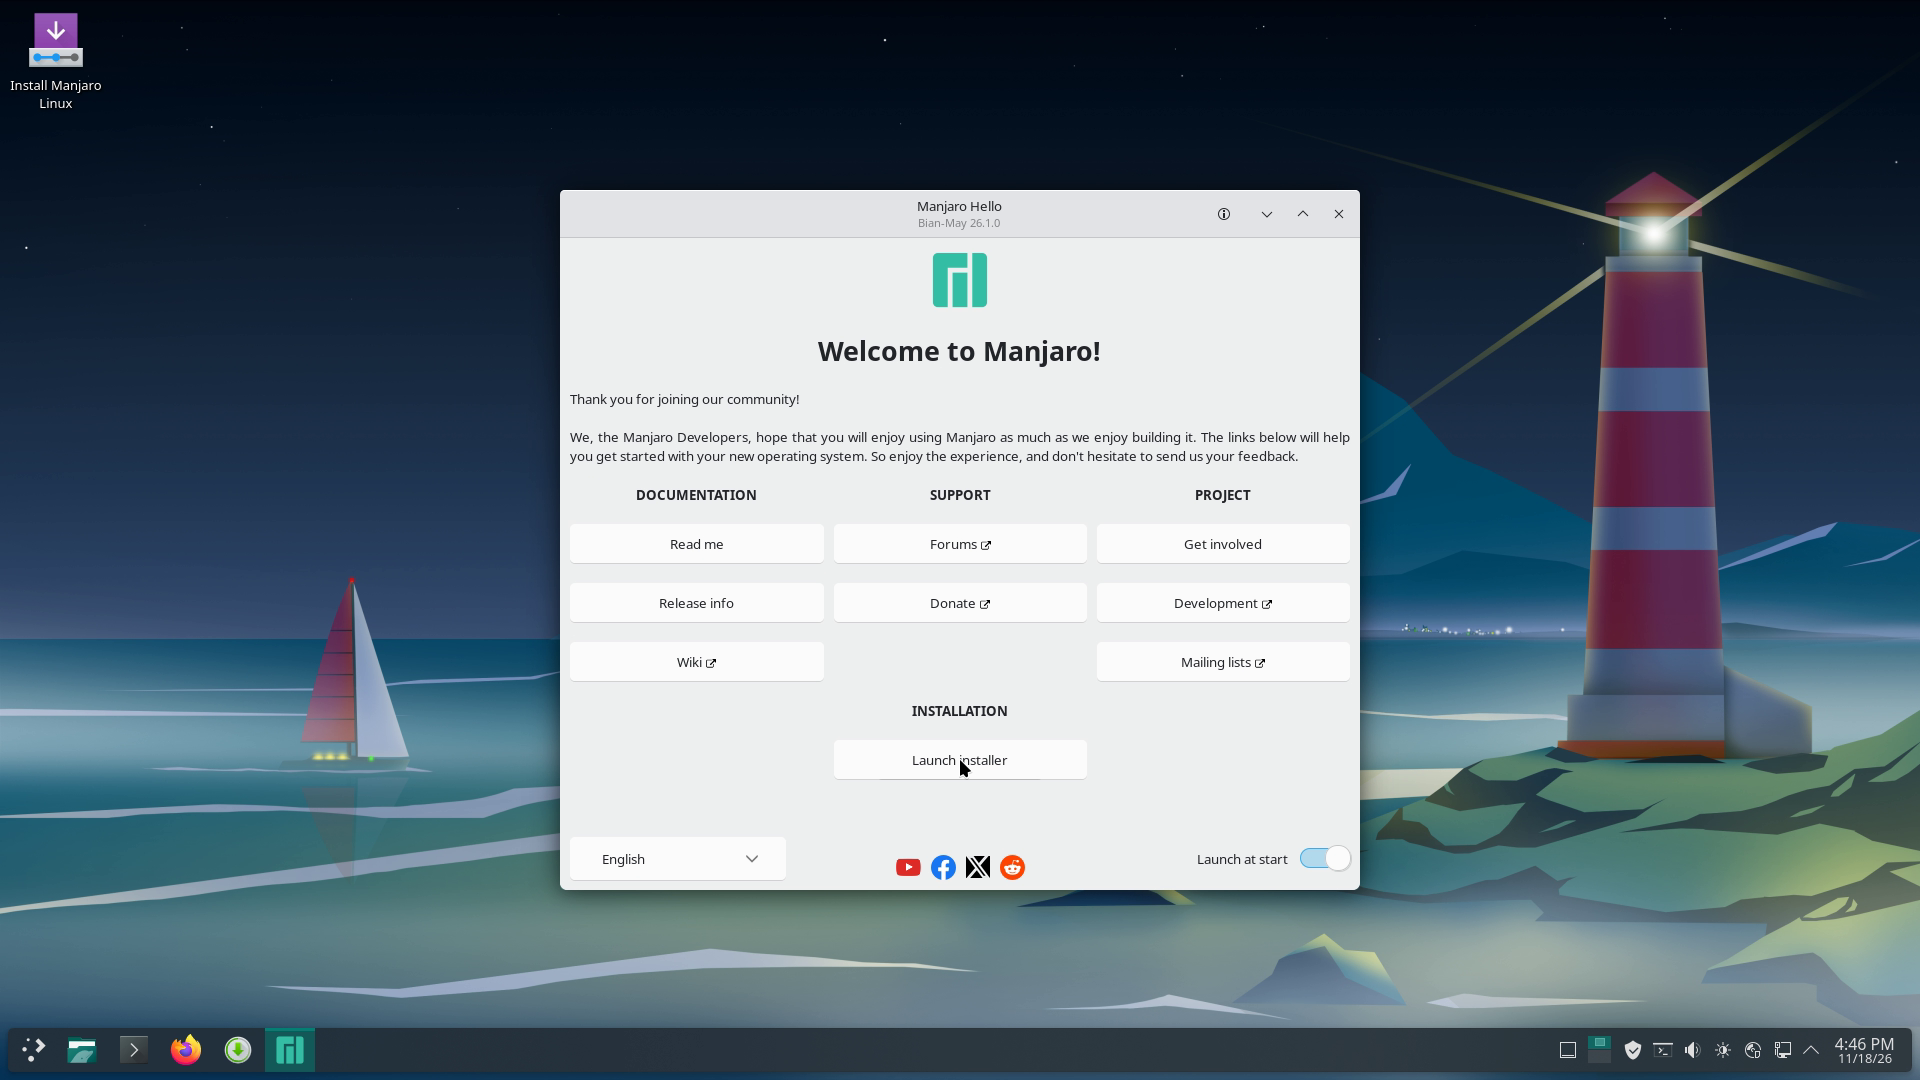 Install Manjaro
Linux
Manjaro Hello
Bian-May 26.1.0
Welcome to Manjaro!
Thank you for joining our community!
We, the Manjaro Developers, hope that you will enjoy using Manjaro as much as we enjoy building it. The links below will help
you get started with your new operating system. So enjoy the experience, and don't hesitate to send us your feedback.
DOCUMENTATION
SUPPORT
PROJECT
Read me
Forums
Get involved
Release info
Donate
Development
Wiki
Mailing lists
INSTALLATION
Launch installer
English
Launch at start
4:46 PM
11/18/26